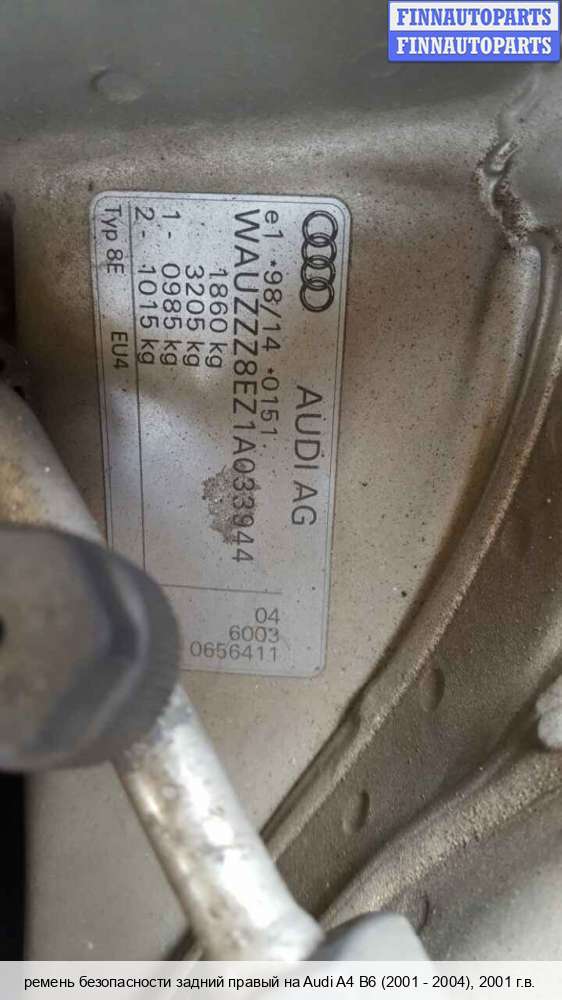 FINNAUTOPARTS
FINNAUTOPARTS
AUDI AG
e1 *98/14 *0151.
WAUZZZ8EZ1A033944
1860 kg
3205 kg
1 - 0985 kg
2 - 1015 kg
Typ 8E EU4
04
6003
0656411
ремень безопасности задний правый на Audi A4 B6 (2001 - 2004), 2001 г.в.